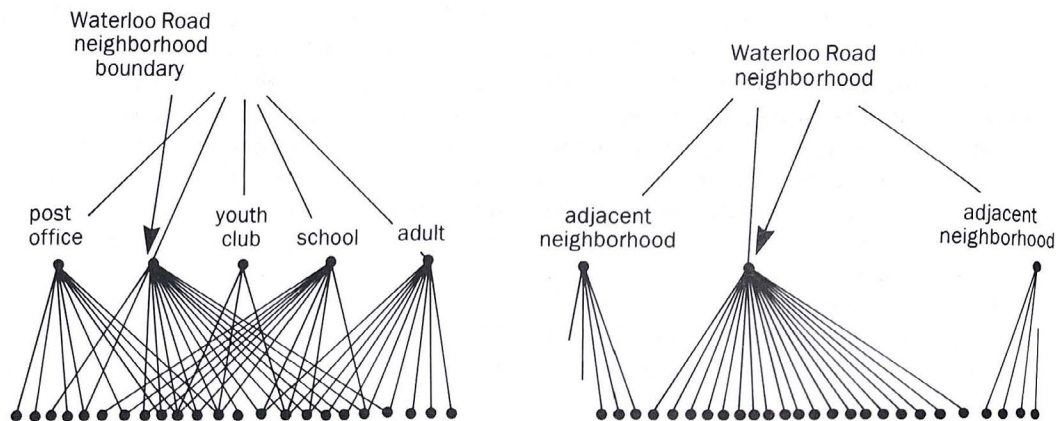 Waterloo Road
neighborhood
boundary
post
office
youth
club
school
adult
Waterloo Road
neighborhood
adjacent
neighborhood
adjacent
neighborhood